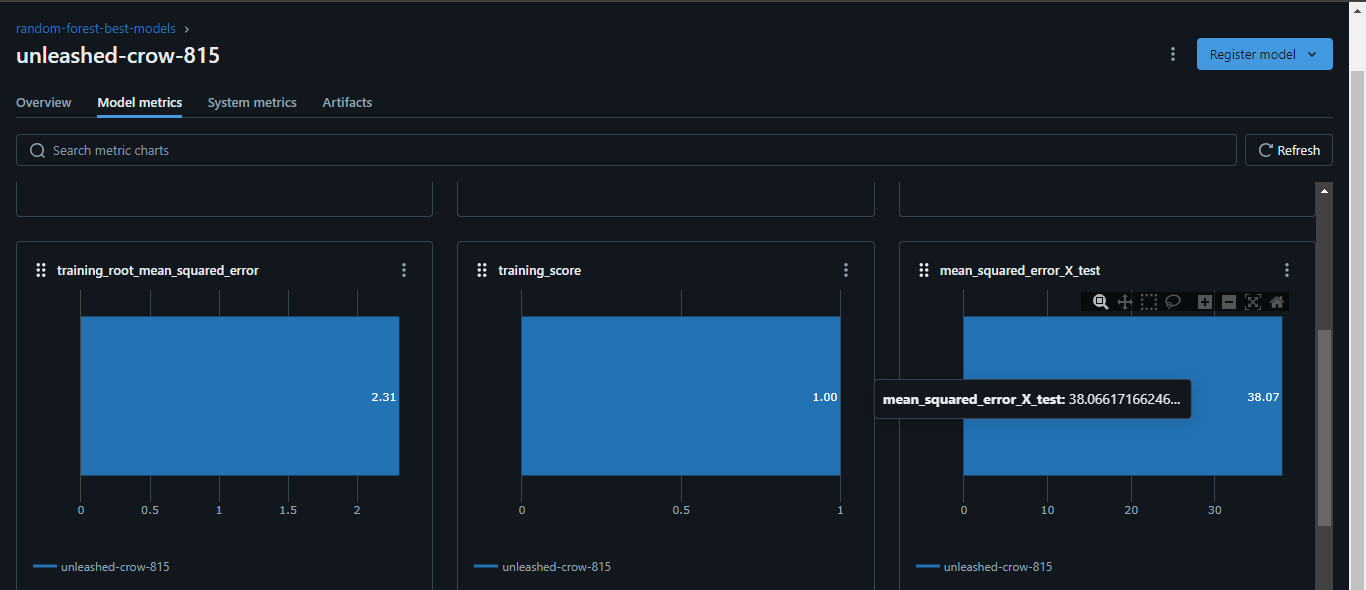 random-forest-best-models ›
unleashed-crow-815
Register model
Overview Model metrics System metrics Artifacts
Search metric charts
Refresh
training_root_mean_squared_error
2.31
0 0.5 1 1.5 2
unleashed-crow-815
training_score
1.00
0 0.5 1
unleashed-crow-815
mean_squared_error_X_test
mean_squared_error_X_test: 38.06617166246...
38.07
0 10 20 30
unleashed-crow-815